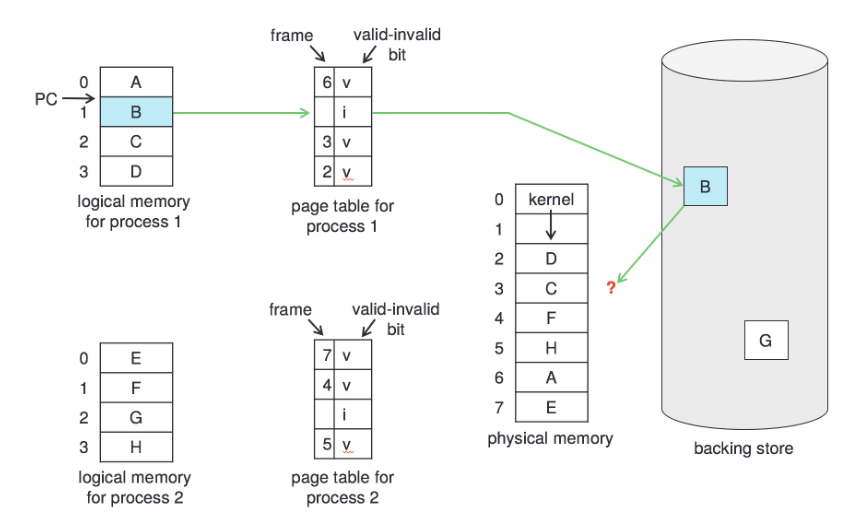 frame
valid-invalid
bit
PC
0 A
1 B
2 C
3 D
logical memory
for process 1
6 v
i
3 v
2 v
page table for
process 1
0 kernel
1
2 D
3 C
4 F
5 H
6 A
7 E
physical memory
B
?
G
backing store
frame
valid-invalid
bit
0 E
1 F
2 G
3 H
logical memory
for process 2
7 v
4 v
i
5 v
page table for
process 2